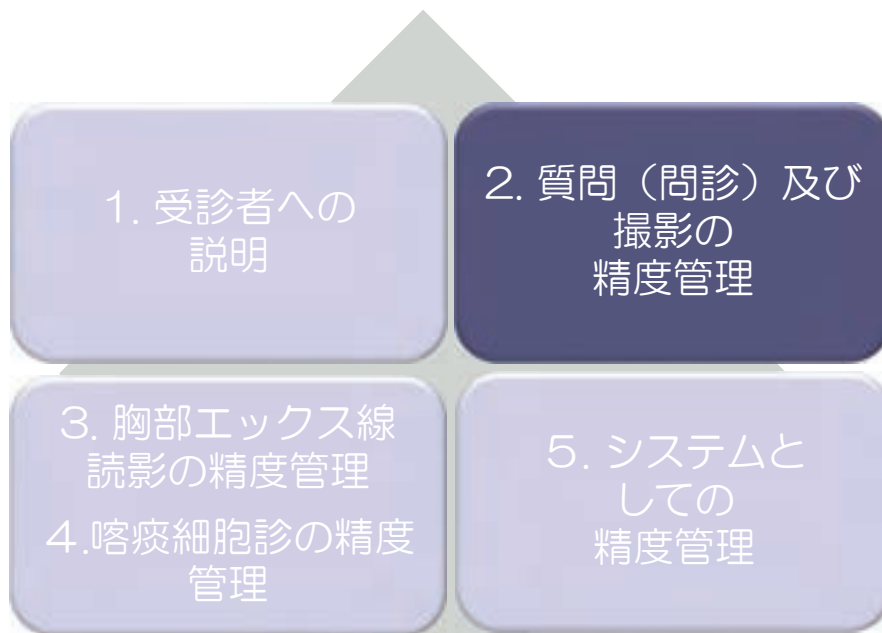 1. 受診者への
説明
2. 質問（問診）及び
撮影の
精度管理
3. 胸部エックス線
読影の精度管理
4.喀痰細胞診の精度
管理
5. システムと
しての
精度管理